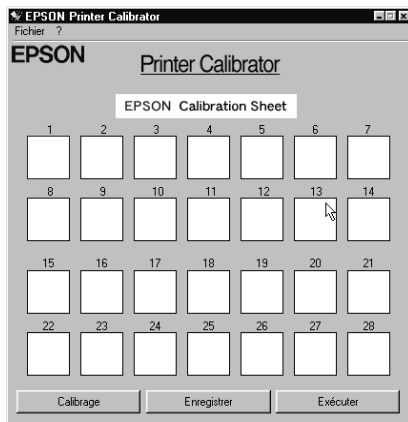 EPSON Printer Calibrator
Fichier ?
EPSON
Printer Calibrator
EPSON Calibration Sheet
1 2 3 4 5 6 7
8 9 10 11 12 13 14
15 16 17 18 19 20 21
22 23 24 25 26 27 28
Calibrage Enregistrer Exécuter